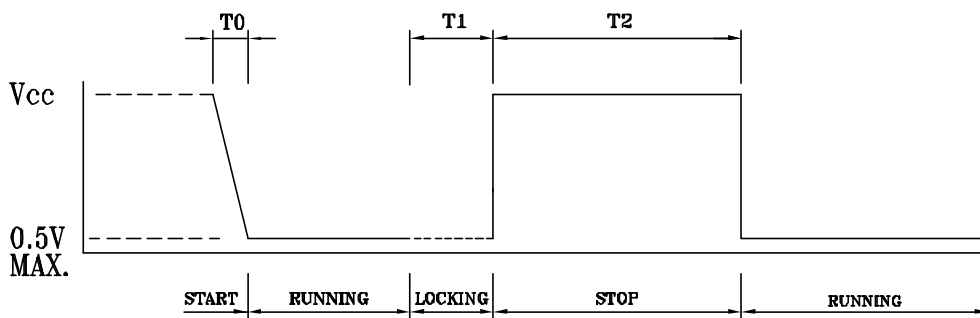 T0
T1
T2
Vcc
0.5V
MAX.
START
RUNNING
LOCKING
STOP
RUNNING